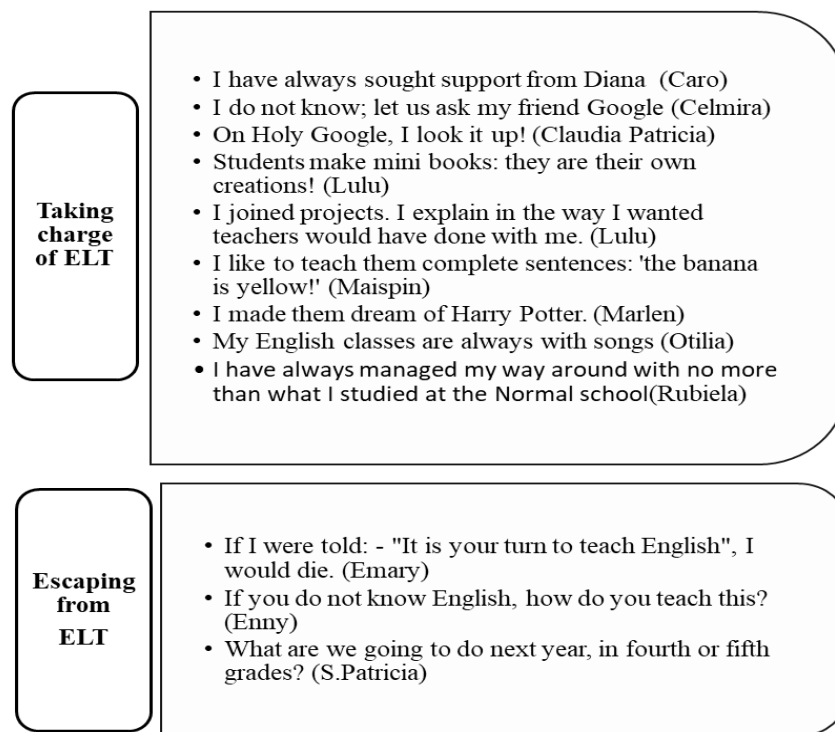 Taking
charge
of ELT
• I have always sought support from Diana (Caro)
• I do not know; let us ask my friend Google (Celmira)
• On Holy Google, I look it up! (Claudia Patricia)
• Students make mini books: they are their own
creations! (Lulu)
• I joined projects. I explain in the way I wanted
teachers would have done with me. (Lulu)
• I like to teach them complete sentences: 'the banana
is yellow!' (Maispin)
• I made them dream of Harry Potter. (Marlen)
• My English classes are always with songs (Otilia)
• I have always managed my way around with no more
than what I studied at the Normal school(Rubiela)
Escaping
from
ELT
• If I were told: - "It is your turn to teach English", I
would die. (Emary)
• If you do not know English, how do you teach this?
(Enny)
• What are we going to do next year, in fourth or fifth
grades? (S.Patricia)